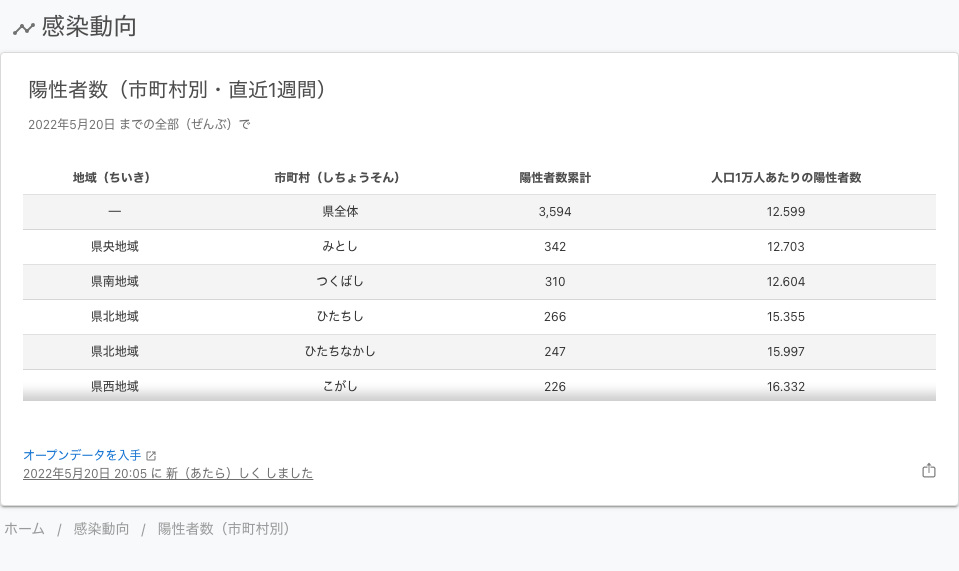 感染動向
陽性者数（市町村別・直近1週間）
2022年5月20日 までの全部（ぜんぶ）で
地域（ちいき） 市町村（しちょうそん） 陽性者数累計 人口1万人あたりの陽性者数
— 県全体 3,594 12.599
県央地域 みとし 342 12.703
県南地域 つくばし 310 12.604
県北地域 ひたちし 266 15.355
県北地域 ひたちなかし 247 15.997
県西地域 こがし 226 16.332
オープンデータを入手
2022年5月20日 20:05 に 新（あたら）しく しました
ホーム / 感染動向 / 陽性者数（市町村別）